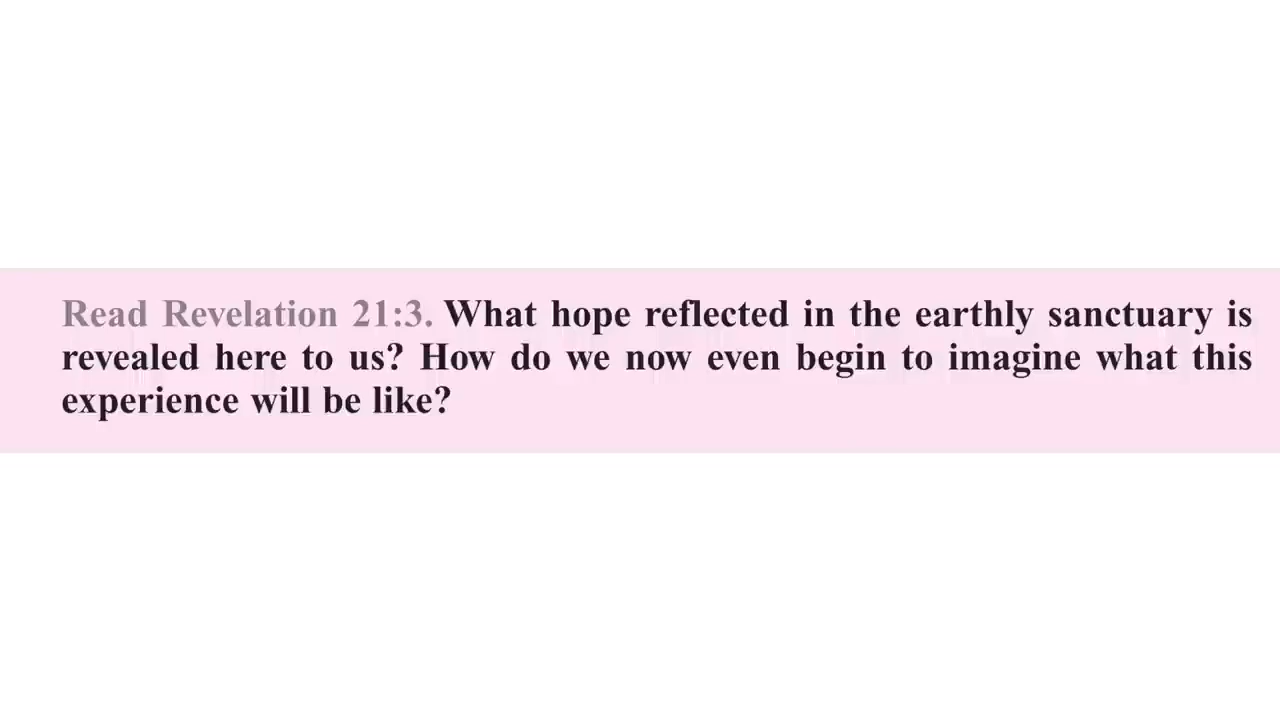 Read Revelation 21:3. What hope reflected in the earthly sanctuary is
revealed here to us? How do we now even begin to imagine what this
experience will be like?